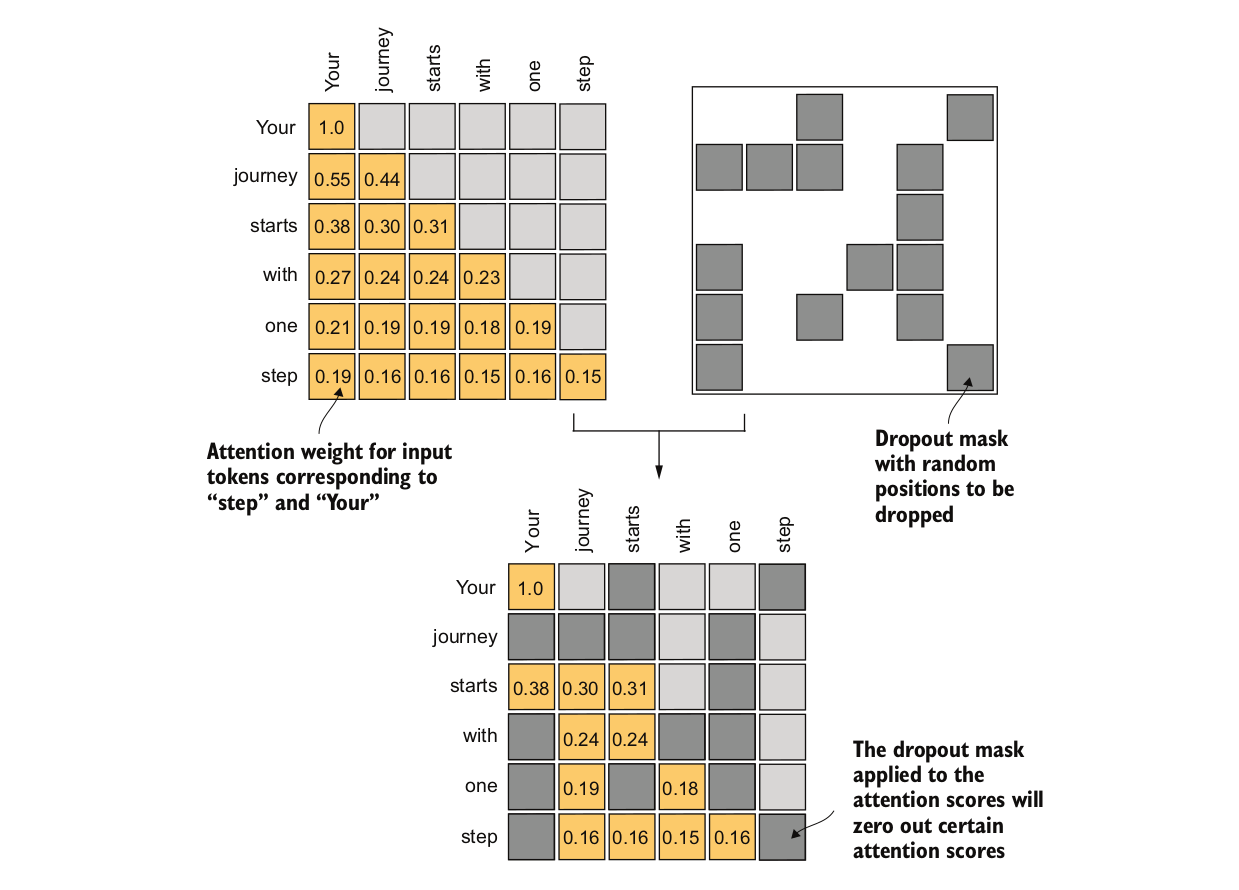 Your journey starts with one step
Your 1.0
journey 0.55 0.44
starts 0.38 0.30 0.31
with 0.27 0.24 0.24 0.23
one 0.21 0.19 0.19 0.18 0.19
step 0.19 0.16 0.16 0.15 0.16 0.15
Attention weight for input
tokens corresponding to
“step” and “Your”
Dropout mask
with random
positions to be
dropped
Your journey starts with one step
Your 1.0
journey
starts 0.38 0.30 0.31
with 0.24 0.24
one 0.19 0.18
step 0.16 0.16 0.15 0.16
The dropout mask
applied to the
attention scores will
zero out certain
attention scores